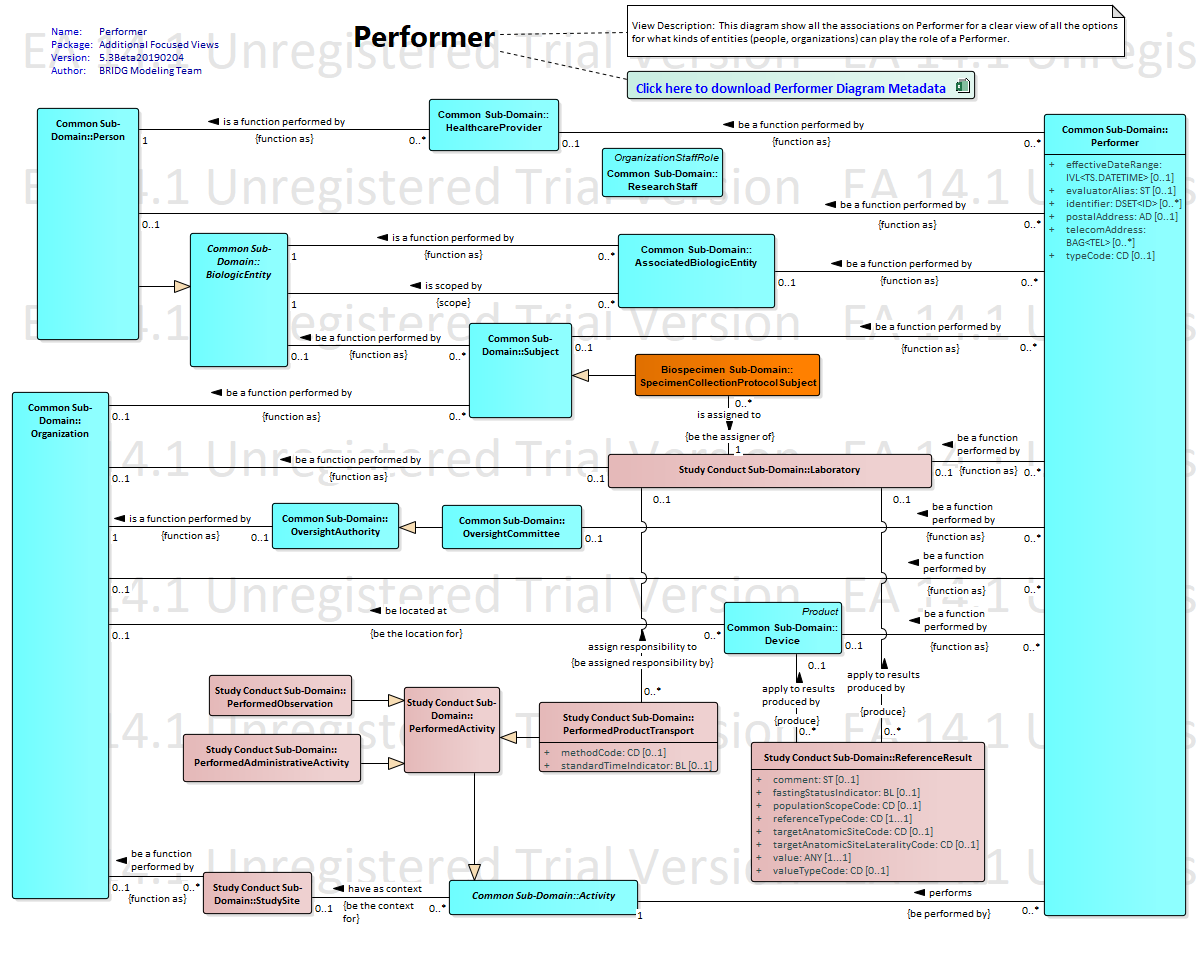 Name: Performer
Package: Additional Focused Views
Version: 5.3Beta20190204
Author: BRIDG Modeling Team
Performer
View Description: This diagram show all the associations on Performer for a clear view of all the options
for what kinds of entities (people, organizations) can play the role of a Performer.
Click here to download Performer Diagram Metadata
EA 14.1 Unregistered Trial Version
Common Sub-
Domain::Person
1
is a function performed by
{function as}
0..*
Common Sub-Domain::
HealthcareProvider
0..1
be a function performed by
{function as}
0..*
Common Sub-Domain::
Performer
+ effectiveDateRange:
IVL<TS.DATETIME> [0..1]
+ evaluatorAlias: ST [0..1]
+ identifier: DSET<ID> [0..*]
+ postalAddress: AD [0..1]
+ telecomAddress:
BAG<TEL> [0..*]
+ typeCode: CD [0..1]
OrganizationStaffRole
Common Sub-Domain::
ResearchStaff
0..1
be a function performed by
{function as}
0..*
Common Sub-
Domain::
BiologicEntity
1
is a function performed by
{function as}
0..*
Common Sub-Domain::
AssociatedBiologicEntity
1
is scoped by
{scope}
0..*
0..1
be a function performed by
{function as}
0..*
0..1
be a function performed by
{function as}
0..*
Common Sub-
Domain::Subject
0..1
be a function performed by
{function as}
0..*
Biospecimen Sub-Domain::
SpecimenCollectionProtocolSubject
0..*
is assigned to
{be the assigner of}
1
Common Sub-
Domain::
Organization
0..1
be a function performed by
{function as}
0..*
0..1
be a function performed by
{function as}
0..1
Study Conduct Sub-Domain::Laboratory
0..1
be a function
performed by
{function as}
0..*
0..1
0..1
is a function performed by
1
{function as}
0..1
Common Sub-Domain::
OversightAuthority
Common Sub-Domain::
OversightCommittee
0..1
be a function
performed by
{function as}
0..*
0..1
be a function
performed by
{function as}
0..*
0..1
be located at
{be the location for}
0..*
Product
Common Sub-Domain::
Device
0..1
be a function
performed by
{function as}
0..*
assign responsibility to
{be assigned responsibility by}
0..*
0..1
apply to results
produced by
{produce}
0..*
apply to results
produced by
{produce}
0..*
Study Conduct Sub-Domain::
PerformedObservation
Study Conduct Sub-Domain::
PerformedAdministrativeActivity
Study Conduct Sub-
Domain::
PerformedActivity
Study Conduct Sub-Domain::
PerformedProductTransport
+ methodCode: CD [0..1]
+ standardTimeIndicator: BL [0..1]
Study Conduct Sub-Domain::ReferenceResult
+ comment: ST [0..1]
+ fastingStatusIndicator: BL [0..1]
+ populationScopeCode: CD [0..1]
+ referenceTypeCode: CD [1..1]
+ targetAnatomicSiteCode: CD [0..1]
+ targetAnatomicSiteLateralityCode: CD [0..1]
+ value: ANY [1..1]
+ valueTypeCode: CD [0..1]
be a function
performed by
0..1
0..*
{function as}
Study Conduct Sub-
Domain::StudySite
0..1
have as context
{be the context
for}
0..*
Common Sub-Domain::Activity
1
performs
{be performed by}
0..*